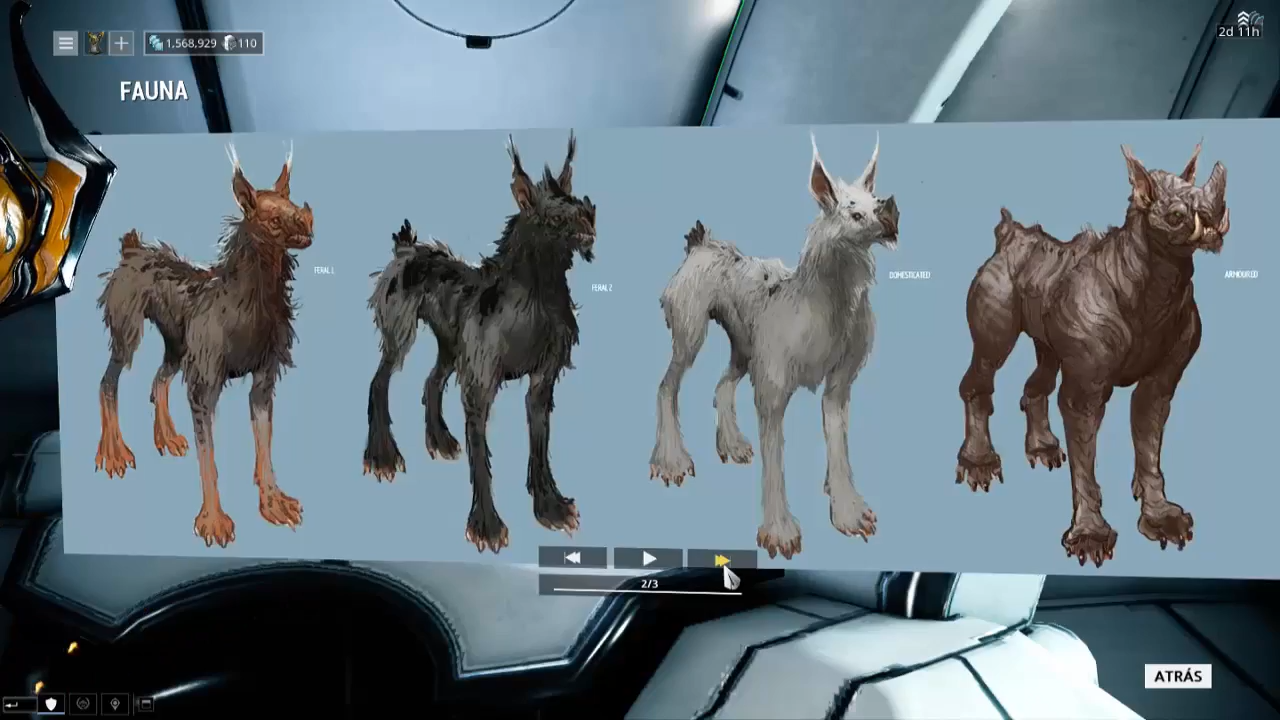 1,568,929 110
2d 11h
FAUNA
FERAL 1
FERAL 2
DOMESTICATED
ARMOURED
2/3
ATRÁS